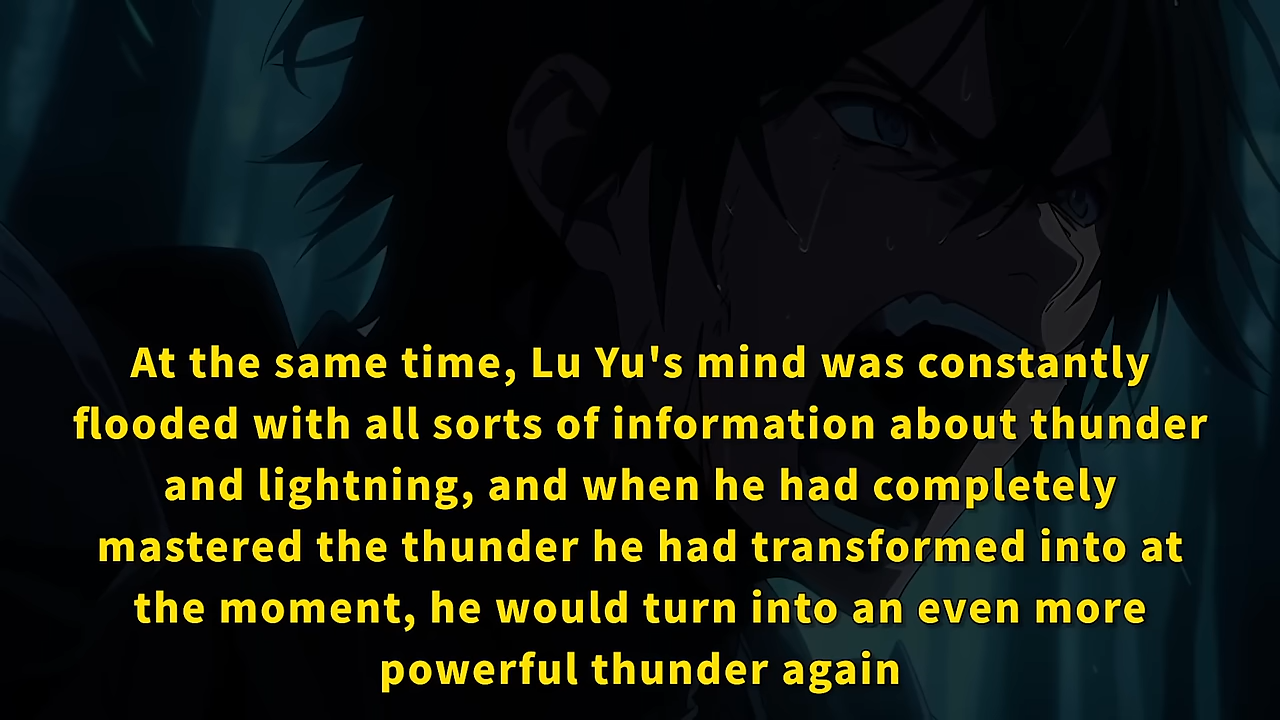 At the same time, Lu Yu's mind was constantly
flooded with all sorts of information about thunder
and lightning, and when he had completely
mastered the thunder he had transformed into at
the moment, he would turn into an even more
powerful thunder again